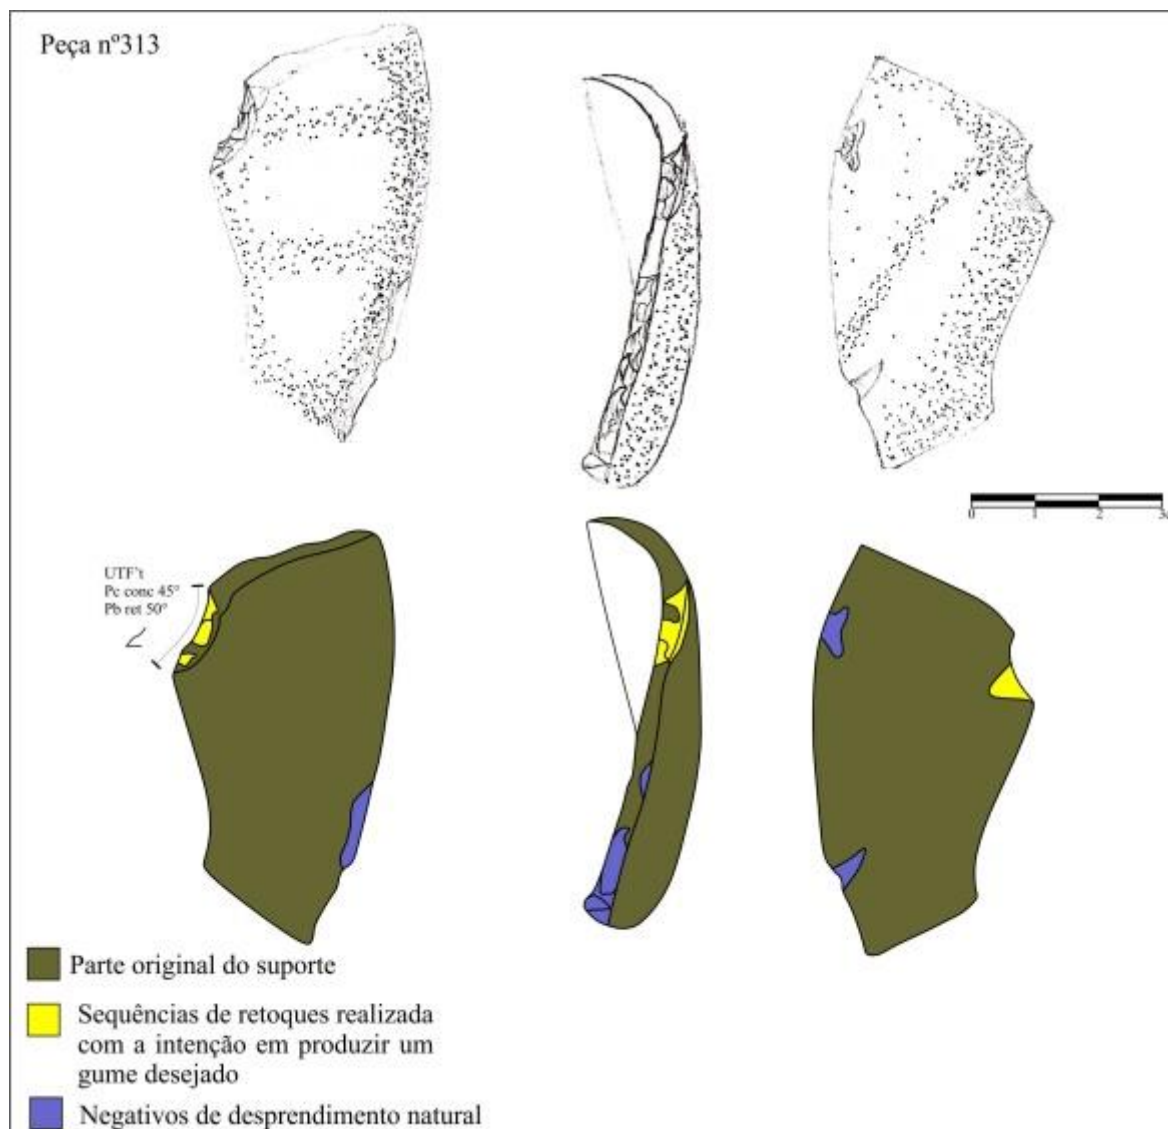 Peça nº313
0 1 2 3
UTF't
Pc conc 45°
Pb ret 50°
Parte original do suporte
Sequências de retoques realizada
com a intenção em produzir um
gume desejado
Negativos de desprendimento natural